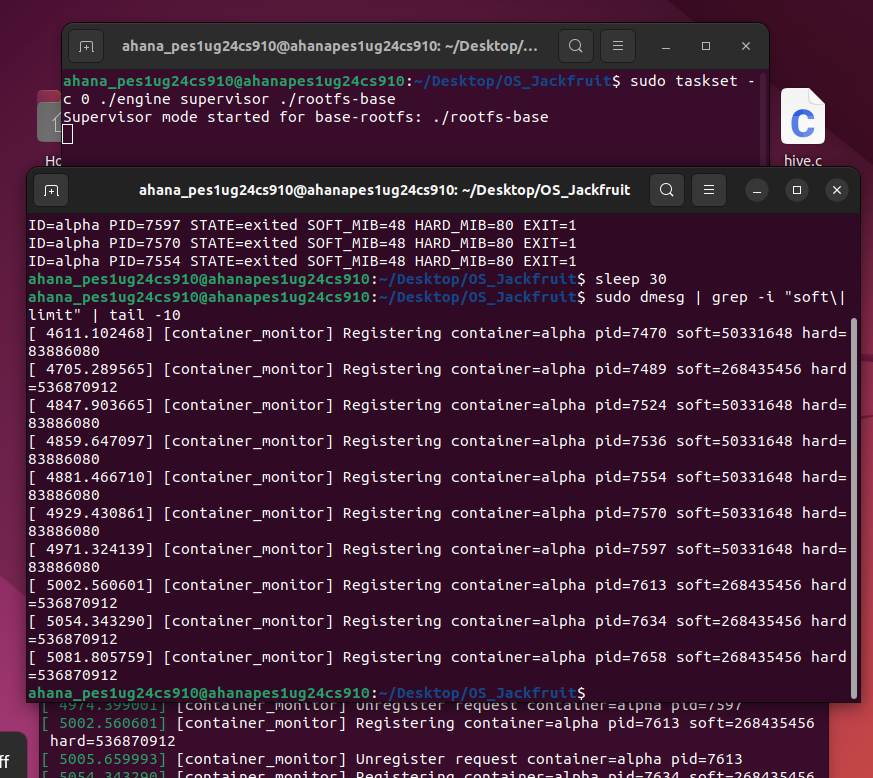 ahana_pes1ug24cs910@ahanapes1ug24cs910: ~/Desktop/...
ahana_pes1ug24cs910@ahanapes1ug24cs910:~/Desktop/OS_Jackfruit$ sudo taskset -
c 0 ./engine supervisor ./rootfs-base
Supervisor mode started for base-rootfs: ./rootfs-base
C
hive.c
Ho
ahana_pes1ug24cs910@ahanapes1ug24cs910: ~/Desktop/OS_Jackfruit
ID=alpha PID=7597 STATE=exited SOFT_MIB=48 HARD_MIB=80 EXIT=1
ID=alpha PID=7570 STATE=exited SOFT_MIB=48 HARD_MIB=80 EXIT=1
ID=alpha PID=7554 STATE=exited SOFT_MIB=48 HARD_MIB=80 EXIT=1
ahana_pes1ug24cs910@ahanapes1ug24cs910:~/Desktop/OS_Jackfruit$ sleep 30
ahana_pes1ug24cs910@ahanapes1ug24cs910:~/Desktop/OS_Jackfruit$ sudo dmesg | grep -i "soft\|
limit" | tail -10
[ 4611.102468] [container_monitor] Registering container=alpha pid=7470 soft=50331648 hard=
83886080
[ 4705.289565] [container_monitor] Registering container=alpha pid=7489 soft=268435456 hard
=536870912
[ 4847.903665] [container_monitor] Registering container=alpha pid=7524 soft=50331648 hard=
83886080
[ 4859.647097] [container_monitor] Registering container=alpha pid=7536 soft=50331648 hard=
83886080
[ 4881.466710] [container_monitor] Registering container=alpha pid=7554 soft=50331648 hard=
83886080
[ 4929.430861] [container_monitor] Registering container=alpha pid=7570 soft=50331648 hard=
83886080
[ 4971.324139] [container_monitor] Registering container=alpha pid=7597 soft=50331648 hard=
83886080
[ 5002.560601] [container_monitor] Registering container=alpha pid=7613 soft=268435456 hard
=536870912
[ 5054.343290] [container_monitor] Registering container=alpha pid=7634 soft=268435456 hard
=536870912
[ 5081.805759] [container_monitor] Registering container=alpha pid=7658 soft=268435456 hard
=536870912
ahana_pes1ug24cs910@ahanapes1ug24cs910:~/Desktop/OS_Jackfruit$
[ 4974.399001] [container_monitor] Unregister request container=alpha pid=7597
[ 5002.560601] [container_monitor] Registering container=alpha pid=7613 soft=268435456
hard=536870912
[ 5005.659993] [container_monitor] Unregister request container=alpha pid=7613
[ 5054.343290] [container_monitor] Registering container=alpha pid=7634 soft=268435456
ff